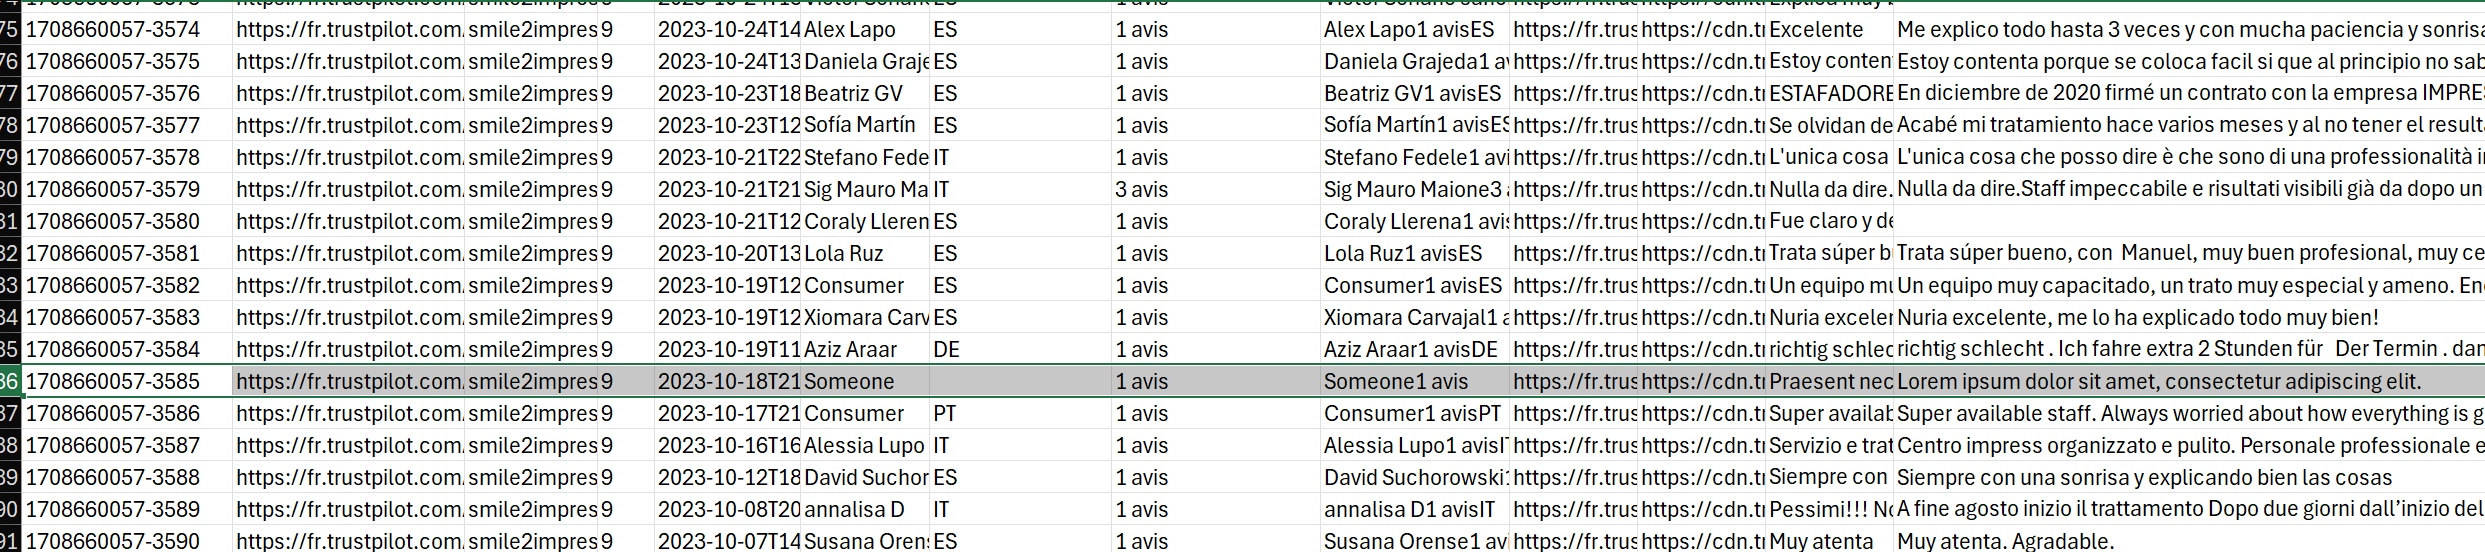 75 1708660057-3574 https://fr.trustpilot.com/ smile2impres 9 2023-10-24T14 Alex Lapo ES 1 avis Alex Lapo1 avisES https://fr.trus https://cdn.tr Excelente Me explico todo hasta 3 veces y con mucha paciencia y sonrisa
76 1708660057-3575 https://fr.trustpilot.com/ smile2impres 9 2023-10-24T13 Daniela Graje ES 1 avis Daniela Grajeda1 av https://fr.trus https://cdn.tr Estoy conten Estoy contenta porque se coloca facil si que al principio no sab
77 1708660057-3576 https://fr.trustpilot.com/ smile2impres 9 2023-10-23T18 Beatriz GV ES 1 avis Beatriz GV1 avisES https://fr.trus https://cdn.tr ESTAFADORE En diciembre de 2020 firmé un contrato con la empresa IMPRES
78 1708660057-3577 https://fr.trustpilot.com/ smile2impres 9 2023-10-23T12 Sofía Martín ES 1 avis Sofía Martín1 avisES https://fr.trus https://cdn.tr Se olvidan de Acabé mi tratamiento hace varios meses y al no tener el result
79 1708660057-3578 https://fr.trustpilot.com/ smile2impres 9 2023-10-21T22 Stefano Fede IT 1 avis Stefano Fedele1 avi https://fr.trus https://cdn.tr L'unica cosa L'unica cosa che posso dire è che sono di una professionalità i
80 1708660057-3579 https://fr.trustpilot.com/ smile2impres 9 2023-10-21T21 Sig Mauro Ma IT 3 avis Sig Mauro Maione3 https://fr.trus https://cdn.tr Nulla da dire. Nulla da dire.Staff impeccabile e risultati visibili già da dopo un
81 1708660057-3580 https://fr.trustpilot.com/ smile2impres 9 2023-10-21T12 Coraly Lleren ES 1 avis Coraly Llerena1 avis https://fr.trus https://cdn.tr Fue claro y de
82 1708660057-3581 https://fr.trustpilot.com/ smile2impres 9 2023-10-20T13 Lola Ruz ES 1 avis Lola Ruz1 avisES https://fr.trus https://cdn.tr Trata súper b Trata súper bueno, con  Manuel, muy buen profesional, muy ce
83 1708660057-3582 https://fr.trustpilot.com/ smile2impres 9 2023-10-19T12 Consumer ES 1 avis Consumer1 avisES https://fr.trus https://cdn.tr Un equipo mu Un equipo muy capacitado, un trato muy especial y ameno. En
84 1708660057-3583 https://fr.trustpilot.com/ smile2impres 9 2023-10-19T12 Xiomara Carv ES 1 avis Xiomara Carvajal1 a https://fr.trus https://cdn.tr Nuria excelen Nuria excelente, me lo ha explicado todo muy bien!
85 1708660057-3584 https://fr.trustpilot.com/ smile2impres 9 2023-10-19T11 Aziz Araar DE 1 avis Aziz Araar1 avisDE https://fr.trus https://cdn.tr richtig schlec richtig schlecht . Ich fahre extra 2 Stunden für  Der Termin . dan
86 1708660057-3585 https://fr.trustpilot.com/ smile2impres 9 2023-10-18T21 Someone 1 avis Someone1 avis https://fr.trus https://cdn.tr Praesent nec Lorem ipsum dolor sit amet, consectetur adipiscing elit.
87 1708660057-3586 https://fr.trustpilot.com/ smile2impres 9 2023-10-17T21 Consumer PT 1 avis Consumer1 avisPT https://fr.trus https://cdn.tr Super availab Super available staff. Always worried about how everything is g
88 1708660057-3587 https://fr.trustpilot.com/ smile2impres 9 2023-10-16T16 Alessia Lupo IT 1 avis Alessia Lupo1 avisIT https://fr.trus https://cdn.tr Servizio e trat Centro impress organizzato e pulito. Personale professionale e
89 1708660057-3588 https://fr.trustpilot.com/ smile2impres 9 2023-10-12T18 David Suchor ES 1 avis David Suchorowski1 https://fr.trus https://cdn.tr Siempre con Siempre con una sonrisa y explicando bien las cosas
90 1708660057-3589 https://fr.trustpilot.com/ smile2impres 9 2023-10-08T20 annalisa D IT 1 avis annalisa D1 avisIT https://fr.trus https://cdn.tr Pessimi!!! No A fine agosto inizio il trattamento Dopo due giorni dall’inizio del
91 1708660057-3590 https://fr.trustpilot.com/ smile2impres 9 2023-10-07T14 Susana Orens ES 1 avis Susana Orense1 avi https://fr.trus https://cdn.tr Muy atenta Muy atenta. Agradable.